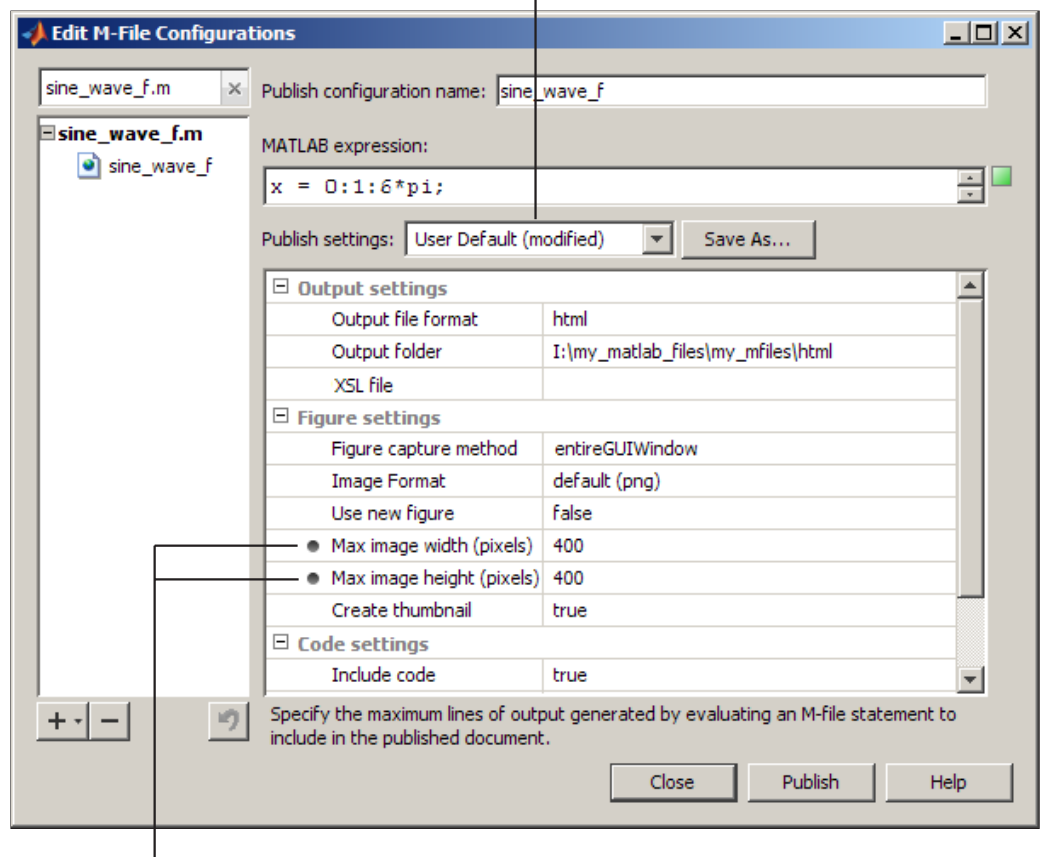 Edit M-File Configurations
sine_wave_f.m
Publish configuration name: sine_wave_f
sine_wave_f.m
sine_wave_f
MATLAB expression:
x = 0:1:6*pi;
Publish settings: User Default (modified) Save As...
Output settings
Output file format html
Output folder I:\my_matlab_files\my_mfiles\html
XSL file
Figure settings
Figure capture method entireGUIWindow
Image Format default (png)
Use new figure false
Max image width (pixels) 400
Max image height (pixels) 400
Create thumbnail true
Code settings
Include code true
Specify the maximum lines of output generated by evaluating an M-file statement to
include in the published document.
Close Publish Help